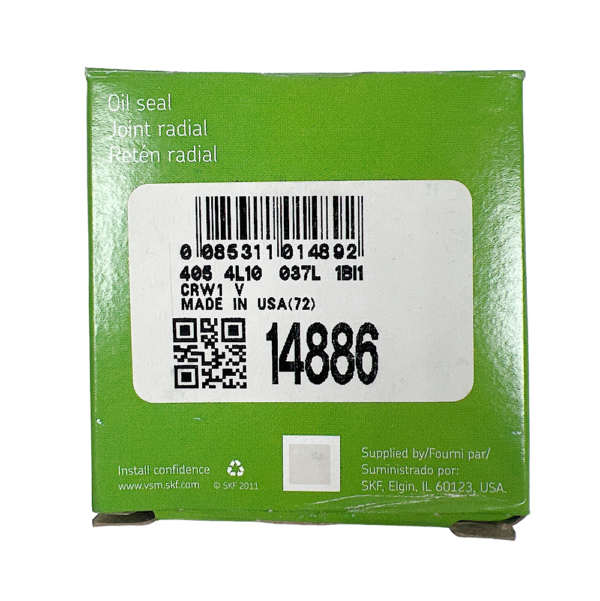 Oil seal
Joint radial
Retén radial
0 085311 014892
405 4L10 037L 1BI1
CRW1 V
MADE IN USA(72)
14886
Install confidence
www.vsm.skf.com © SKF 2011
Supplied by/Fourni par/
Suministrado por:
SKF, Elgin, IL 60123, USA.